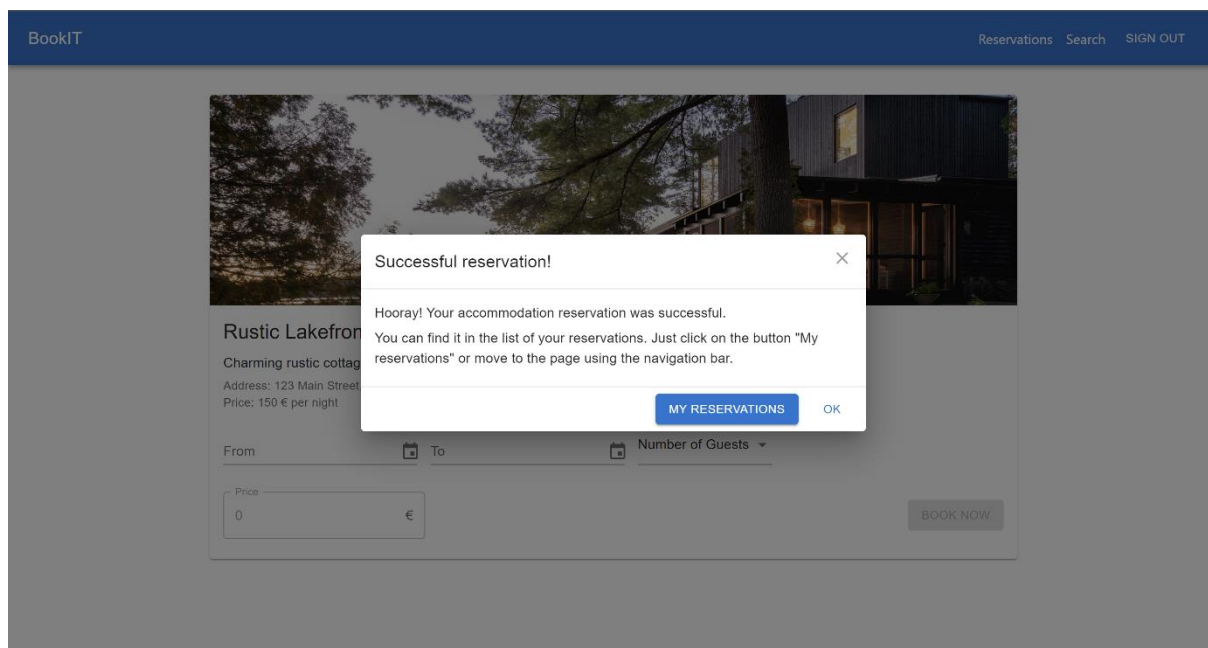 BookIT
Reservations Search SIGN OUT
Successful reservation!
Hooray! Your accommodation reservation was successful.
You can find it in the list of your reservations. Just click on the button "My
reservations" or move to the page using the navigation bar.
MY RESERVATIONS OK
Rustic
Charming rustic
Address: 123 Main Street
Price: 150 € per night
From To Number of Guests
Price
0 €
BOOK NOW